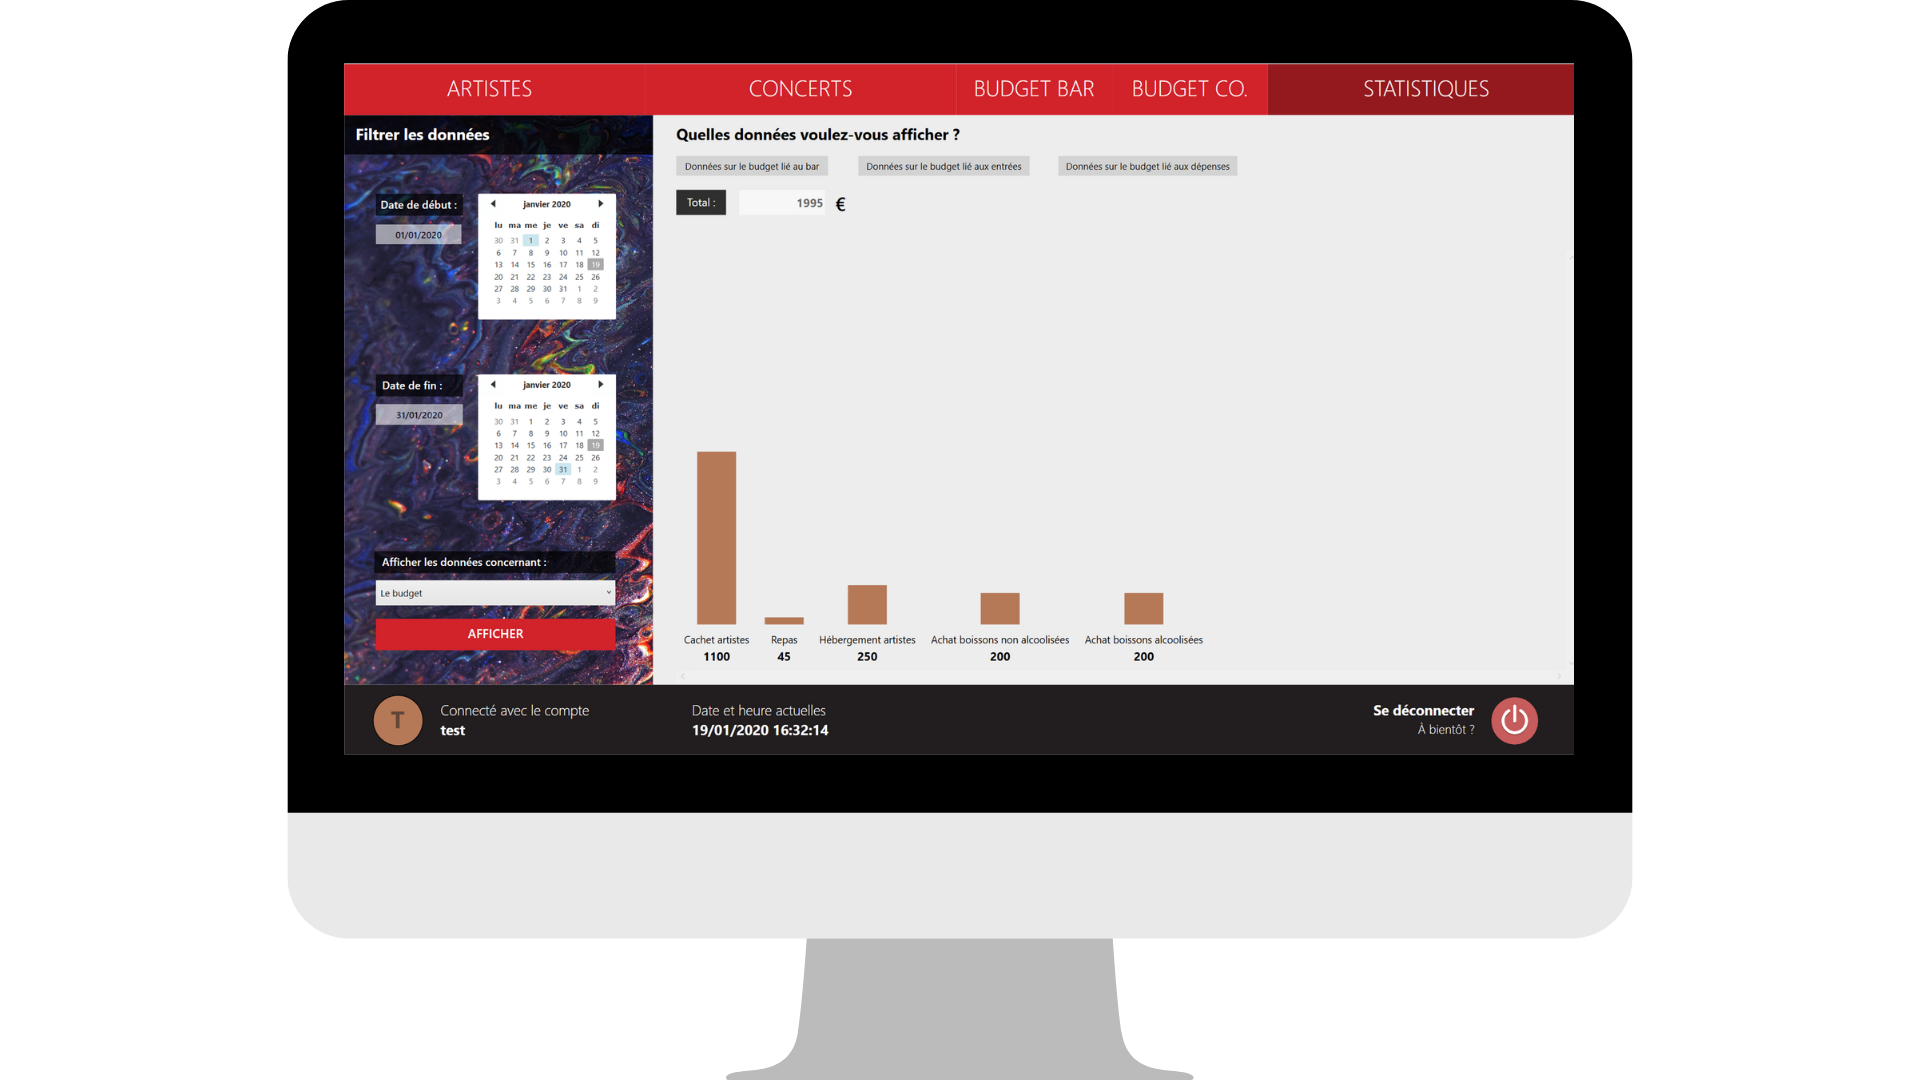 ARTISTES CONCERTS BUDGET BAR BUDGET CO. STATISTIQUES
Filtrer les données
Date de début :
01/01/2020
janvier 2020
lu ma me je ve sa di
30 31 1 2 3 4 5
6 7 8 9 10 11 12
13 14 15 16 17 18 19
20 21 22 23 24 25 26
27 28 29 30 31 1 2
3 4 5 6 7 8 9
Date de fin :
31/01/2020
janvier 2020
lu ma me je ve sa di
30 31 1 2 3 4 5
6 7 8 9 10 11 12
13 14 15 16 17 18 19
20 21 22 23 24 25 26
27 28 29 30 31 1 2
3 4 5 6 7 8 9
Afficher les données concernant :
Le budget
AFFICHER
Quelles données voulez-vous afficher ?
Données sur le budget lié au bar Données sur le budget lié aux entrées Données sur le budget lié aux dépenses
Total : 1995 €
Cachet artistes Repas Hébergement artistes Achat boissons non alcoolisées Achat boissons alcoolisées
1100 45 250 200 200
T
Connecté avec le compte
test
Date et heure actuelles
19/01/2020 16:32:14
Se déconnecter
À bientôt ?